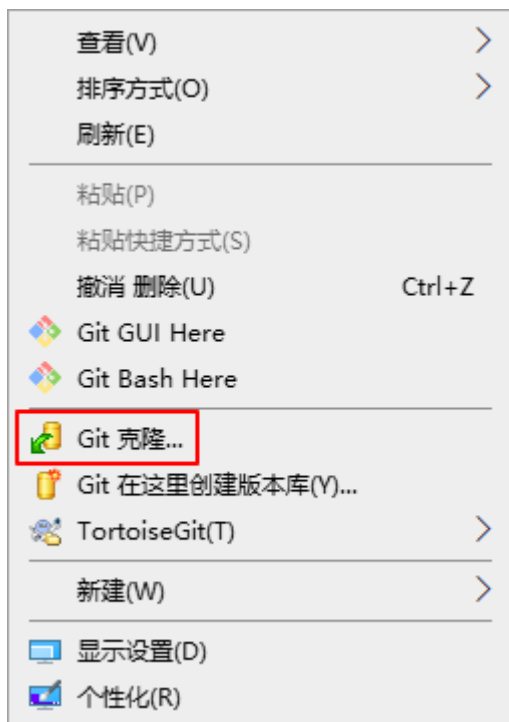 查看(V)
排序方式(O)
刷新(E)
粘贴(P)
粘贴快捷方式(S)
撤消 删除(U) Ctrl+Z
Git GUI Here
Git Bash Here
Git 克隆...
Git 在这里创建版本库(Y)...
TortoiseGit(T)
新建(W)
显示设置(D)
个性化(R)